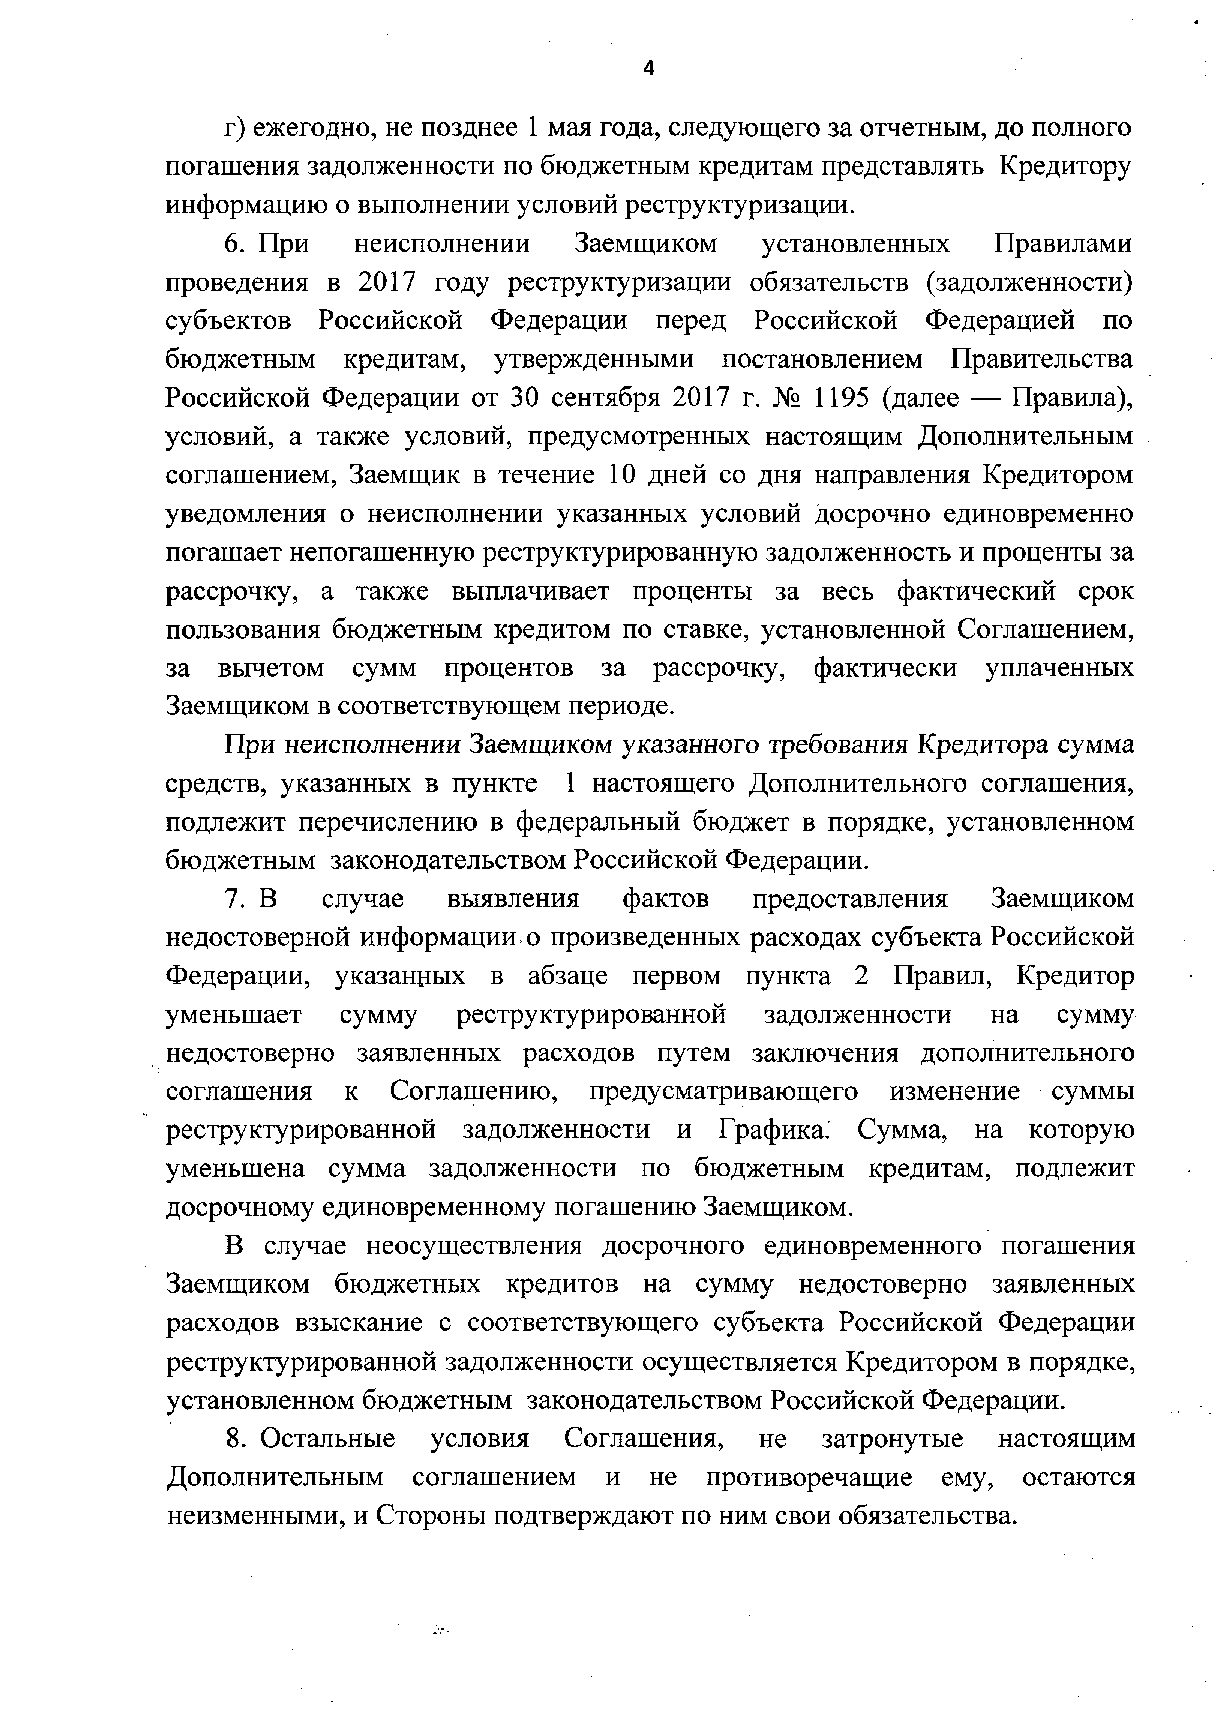 4
г) ежегодно, не позднее 1 мая года, следующего за отчетным, до полного
погашения задолженности по бюджетным кредитам представлять Кредитору
информацию о выполнении условий реструктуризации.
6. При неисполнении Заемщиком установленных Правилами
проведения в 2017 году реструктуризации обязательств (задолженности)
субъектов Российской Федерации перед Российской Федерацией по
бюджетным кредитам, утвержденными постановлением Правительства
Российской Федерации от 30 сентября 2017 г. № 1195 (далее — Правила),
условий, а также условий, предусмотренных настоящим Дополнительным
соглашением, Заемщик в течение 10 дней со дня направления Кредитором
уведомления о неисполнении указанных условий досрочно единовременно
погашает непогашенную реструктурированную задолженность и проценты за
рассрочку, а также выплачивает проценты за весь фактический срок
пользования бюджетным кредитом по ставке, установленной Соглашением,
за вычетом сумм процентов за рассрочку, фактически уплаченных
Заемщиком в соответствующем периоде.
При неисполнении Заемщиком указанного требования Кредитора сумма
средств, указанных в пункте 1 настоящего Дополнительного соглашения,
подлежит перечислению в федеральный бюджет в порядке, установленном
бюджетным законодательством Российской Федерации.
7. В случае выявления фактов предоставления Заемщиком
недостоверной информации о произведенных расходах субъекта Российской
Федерации, указанных в абзаце первом пункта 2 Правил, Кредитор
уменьшает сумму реструктурированной задолженности на сумму
недостоверно заявленных расходов путем заключения дополнительного
соглашения к Соглашению, предусматривающего изменение суммы
реструктурированной задолженности и Графика. Сумма, на которую
уменьшена сумма задолженности по бюджетным кредитам, подлежит
досрочному единовременному погашению Заемщиком.
В случае неосуществления досрочного единовременного погашения
Заемщиком бюджетных кредитов на сумму недостоверно заявленных
расходов взыскание с соответствующего субъекта Российской Федерации
реструктурированной задолженности осуществляется Кредитором в порядке,
установленном бюджетным законодательством Российской Федерации.
8. Остальные условия Соглашения, не затронутые настоящим
Дополнительным соглашением и не противоречащие ему, остаются
неизменными, и Стороны подтверждают по ним свои обязательства.